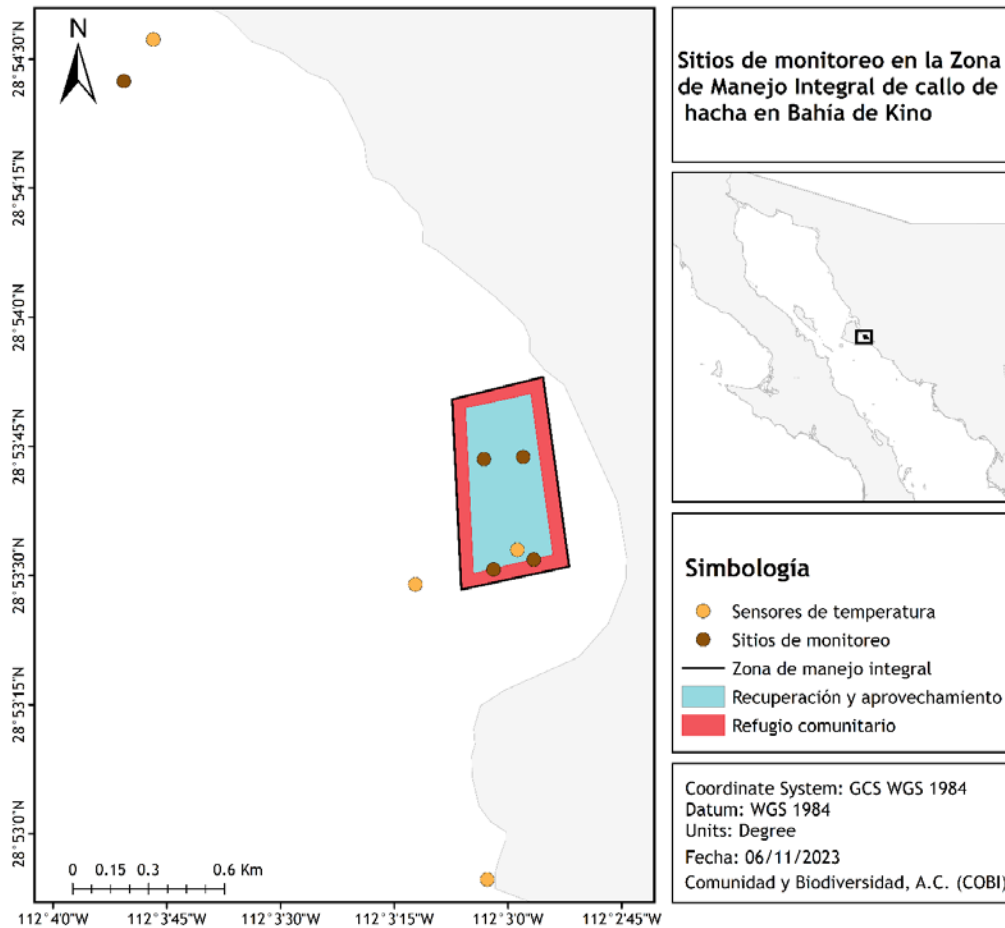 Sitios de monitoreo en la Zona
de Manejo Integral de callo de
hacha en Bahía de Kino
N
28°54'30"N
28°54'15"N
28°54'0"N
28°53'45"N
28°53'30"N
28°53'15"N
28°53'0"N
0 0.15 0.3 0.6 Km
112°4'0"W 112°3'45"W 112°3'30"W 112°3'15"W 112°3'0"W 112°2'45"W
Simbología
Sensores de temperatura
Sitios de monitoreo
Zona de manejo integral
Recuperación y aprovechamiento
Refugio comunitario
Coordinate System: GCS WGS 1984
Datum: WGS 1984
Units: Degree
Fecha: 06/11/2023
Comunidad y Biodiversidad, A.C. (COBI)